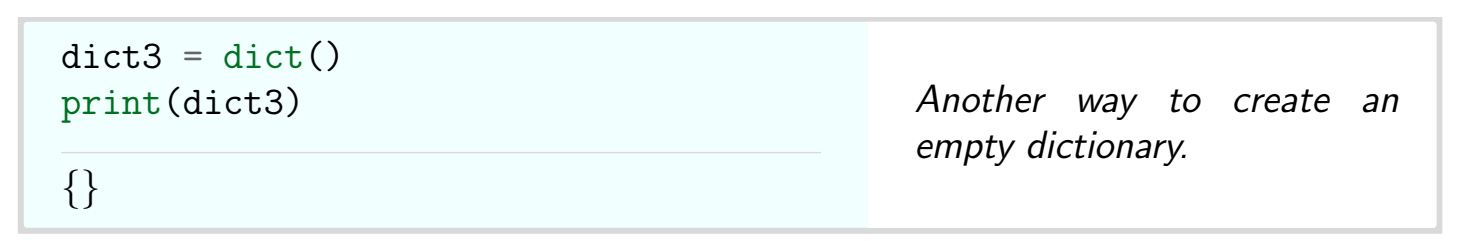 dict3 = dict()
print(dict3)
{}
Another way to create an
empty dictionary.